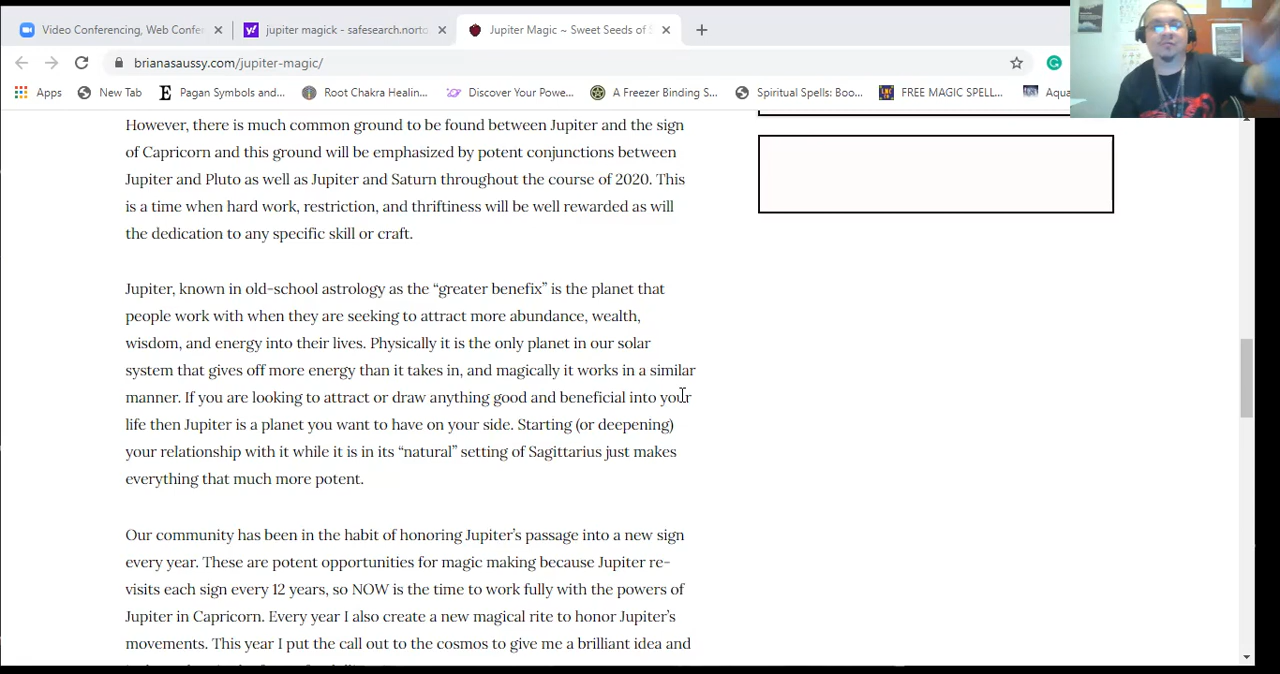 Video Conferencing, Web Confe
jupiter magick - safesearch.norto
Jupiter Magic ~ Sweet Seeds of S
brianasaussy.com/jupiter-magic/
Apps
New Tab
Pagan Symbols and...
Root Chakra Healin...
Discover Your Powe...
A Freezer Binding S...
Spiritual Spells: Boo...
FREE MAGIC SPELL...
Aqua
However, there is much common ground to be found between Jupiter and the sign
of Capricorn and this ground will be emphasized by potent conjunctions between
Jupiter and Pluto as well as Jupiter and Saturn throughout the course of 2020. This
is a time when hard work, restriction, and thriftiness will be well rewarded as will
the dedication to any specific skill or craft.
Jupiter, known in old-school astrology as the “greater benefix” is the planet that
people work with when they are seeking to attract more abundance, wealth,
wisdom, and energy into their lives. Physically it is the only planet in our solar
system that gives off more energy than it takes in, and magically it works in a similar
manner. If you are looking to attract or draw anything good and beneficial into your
life then Jupiter is a planet you want to have on your side. Starting (or deepening)
your relationship with it while it is in its “natural” setting of Sagittarius just makes
everything that much more potent.
Our community has been in the habit of honoring Jupiter’s passage into a new sign
every year. These are potent opportunities for magic making because Jupiter re-
visits each sign every 12 years, so NOW is the time to work fully with the powers of
Jupiter in Capricorn. Every year I also create a new magical rite to honor Jupiter’s
movements. This year I put the call out to the cosmos to give me a brilliant idea and